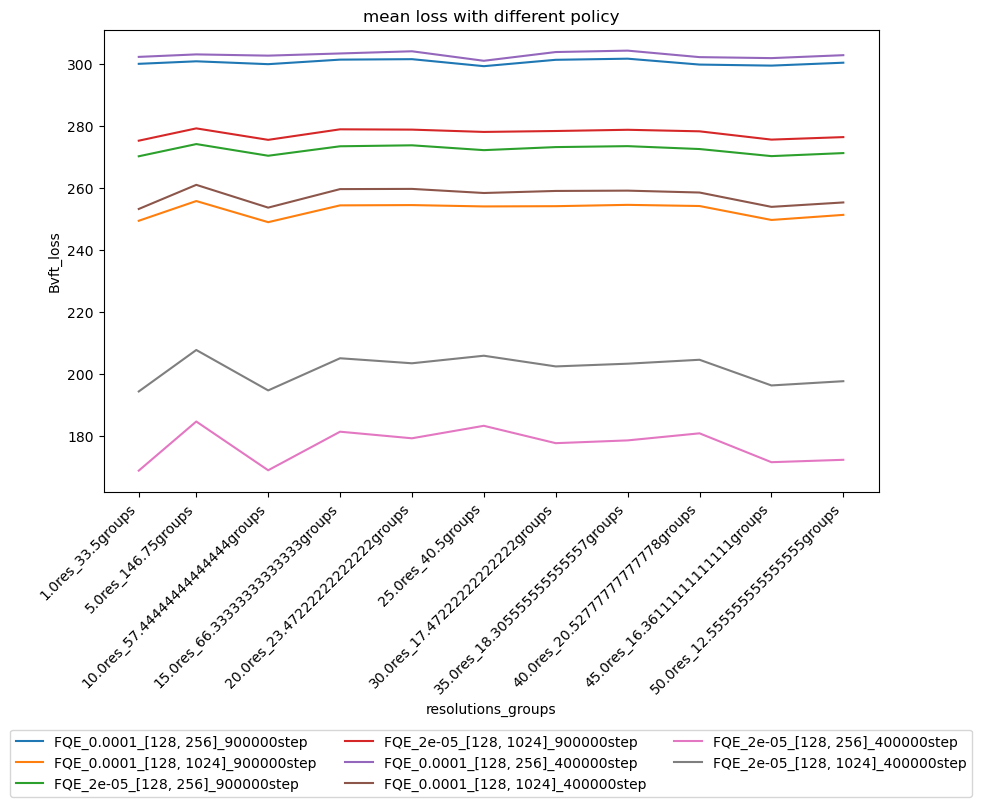 mean loss with different policy
Bvft_loss
300
280
260
240
220
200
180
1.0res_33.5groups
5.0res_146.75groups
10.0res_57.44444444444444groups
15.0res_66.33333333333333groups
20.0res_23.47222222222222groups
25.0res_40.5groups
30.0res_17.47222222222222groups
35.0res_18.305555555555557groups
40.0res_20.52777777777778groups
45.0res_16.36111111111111groups
50.0res_12.555555555555555groups
resolutions_groups
FQE_0.0001_[128, 256]_900000step
FQE_0.0001_[128, 1024]_900000step
FQE_2e-05_[128, 256]_900000step
FQE_2e-05_[128, 1024]_900000step
FQE_0.0001_[128, 256]_400000step
FQE_0.0001_[128, 1024]_400000step
FQE_2e-05_[128, 256]_400000step
FQE_2e-05_[128, 1024]_400000step